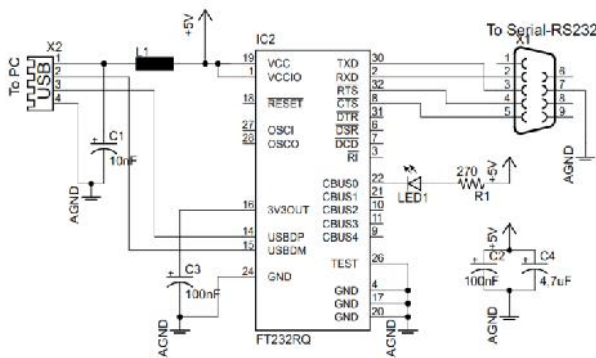 To PC
X2
USB
1
2
3
4
L1
+5V
C1
10nF
AGND
C3
100nF
AGND
IC2
19 VCC TXD 30
1 VCCIO RXD 2
RTS 32
18 RESET CTS 8
DTR 31
27 OSCI DSR 6
28 OSCO DCD 7
RI 3
CBUS0 22
CBUS1 21
16 3V3OUT CBUS2 10
CBUS3 11
14 USBDP CBUS4 9
15 USBDM
24 GND TEST 26
GND 4
GND 17
GND 20
FT232RQ
AGND
LED1
270
R1
+5V
To Serial-RS232
X1
1
2
3
4
5
6
7
8
9
AGND
+5V
C2
100nF
C4
4,7uF
AGND